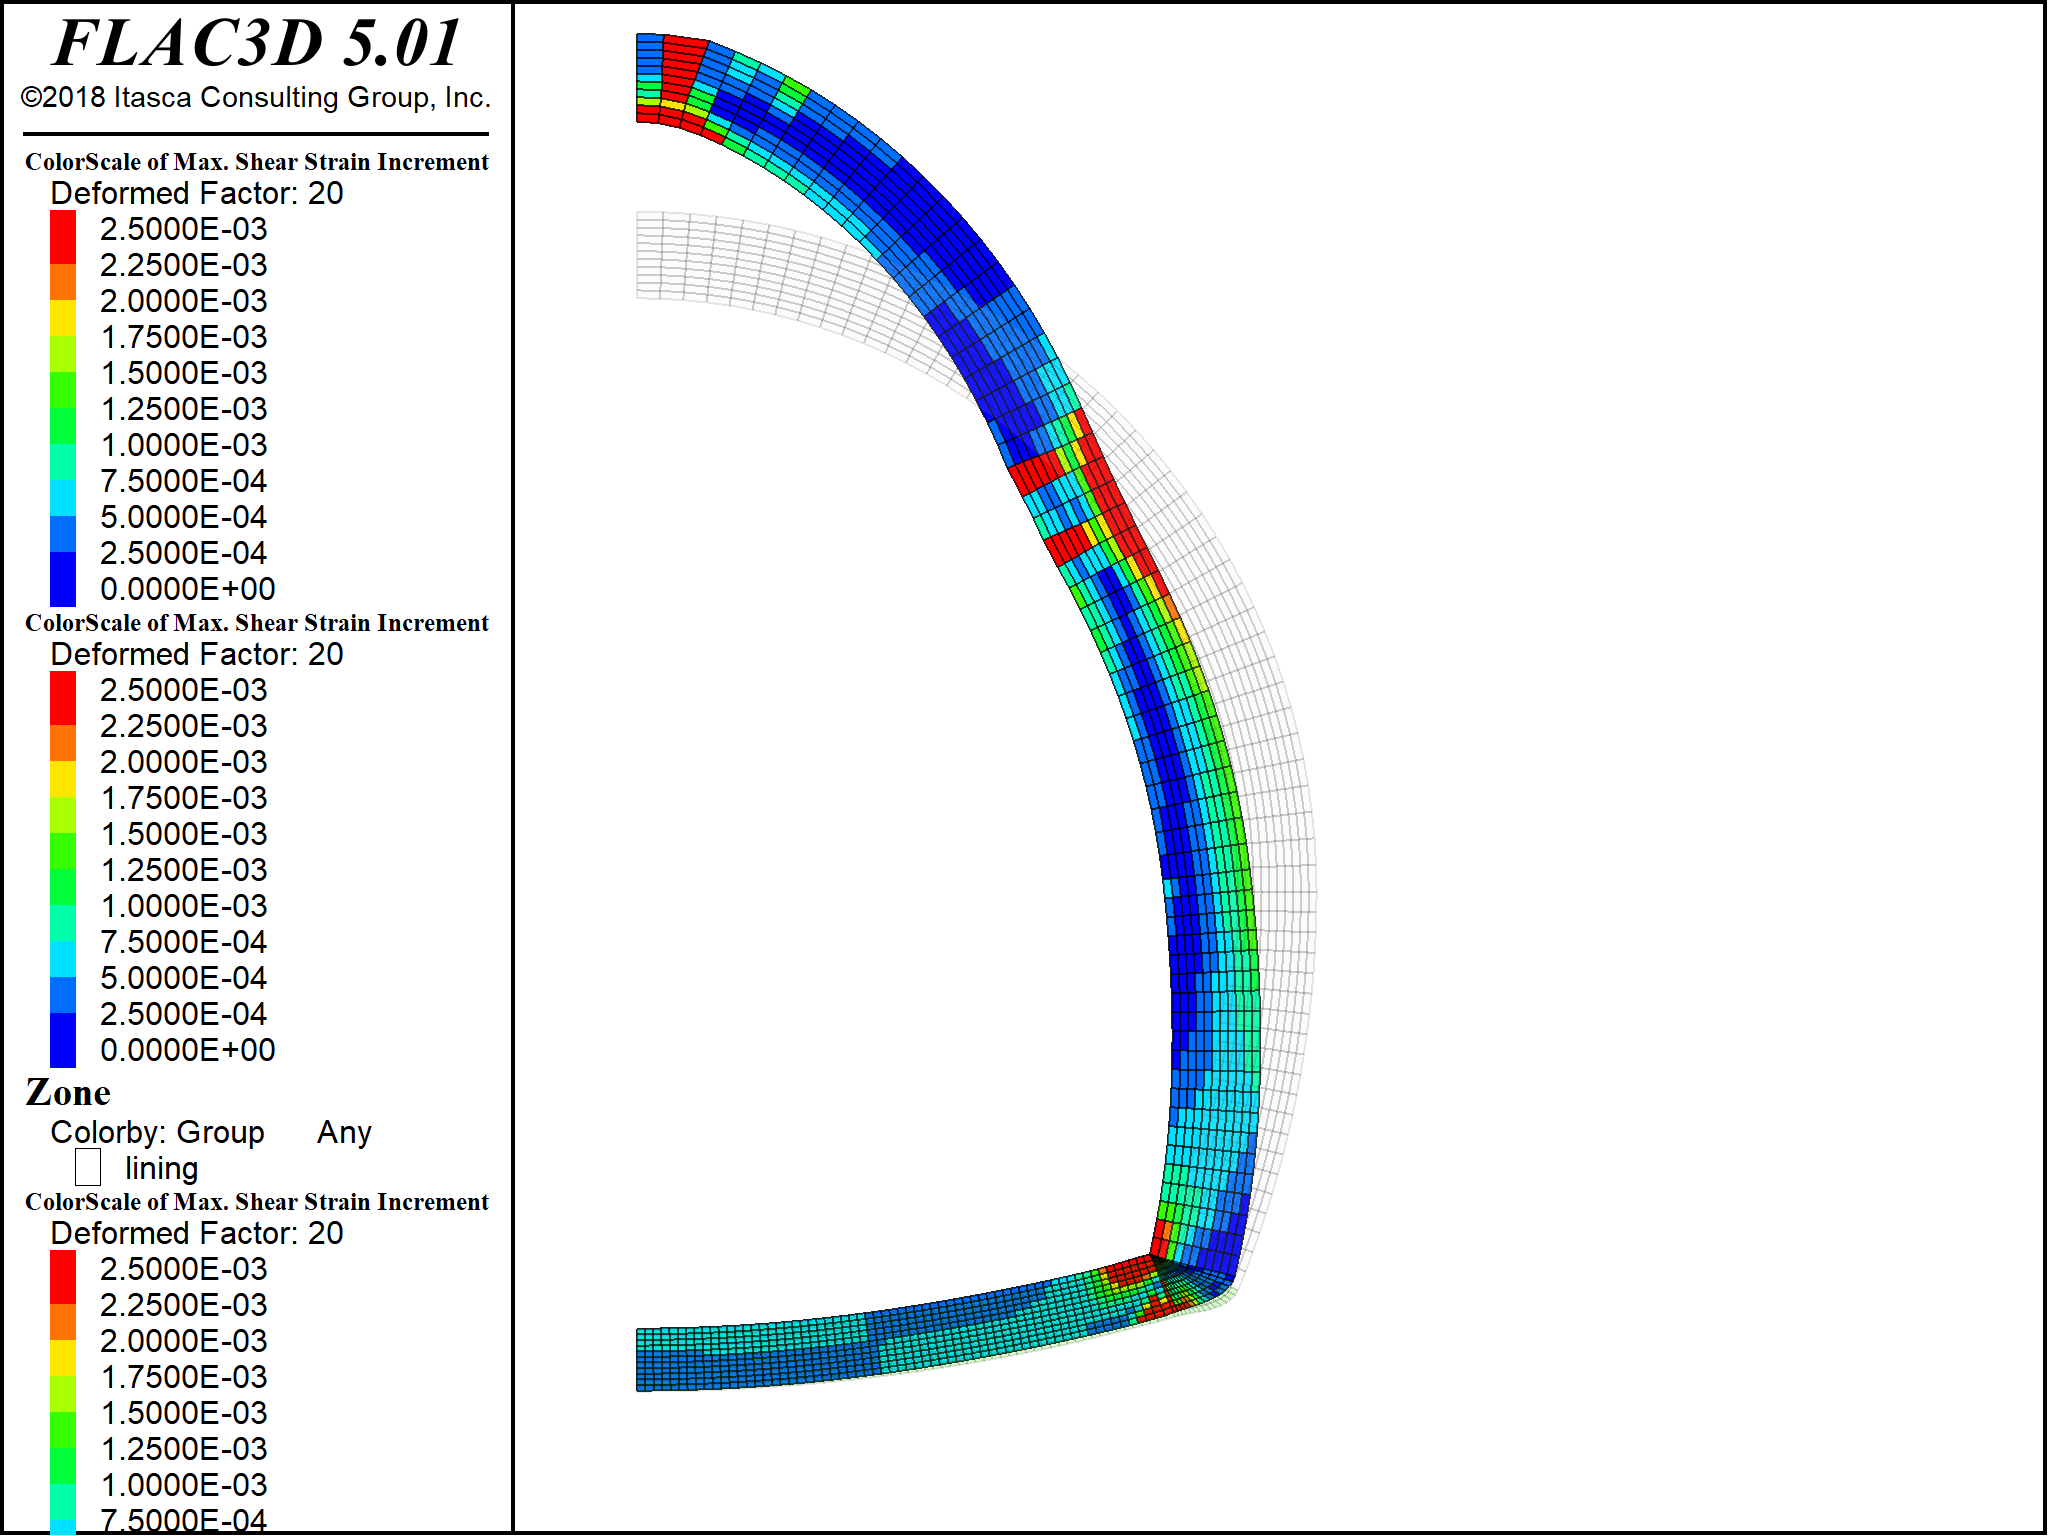 FLAC3D 5.01
©2018 Itasca Consulting Group, Inc.
ColorScale of Max. Shear Strain Increment
Deformed Factor: 20
2.5000E-03
2.2500E-03
2.0000E-03
1.7500E-03
1.5000E-03
1.2500E-03
1.0000E-03
7.5000E-04
5.0000E-04
2.5000E-04
0.0000E+00
ColorScale of Max. Shear Strain Increment
Deformed Factor: 20
2.5000E-03
2.2500E-03
2.0000E-03
1.7500E-03
1.5000E-03
1.2500E-03
1.0000E-03
7.5000E-04
5.0000E-04
2.5000E-04
0.0000E+00
Zone
Colorby: Group Any
lining
ColorScale of Max. Shear Strain Increment
Deformed Factor: 20
2.5000E-03
2.2500E-03
2.0000E-03
1.7500E-03
1.5000E-03
1.2500E-03
1.0000E-03
7.5000E-04